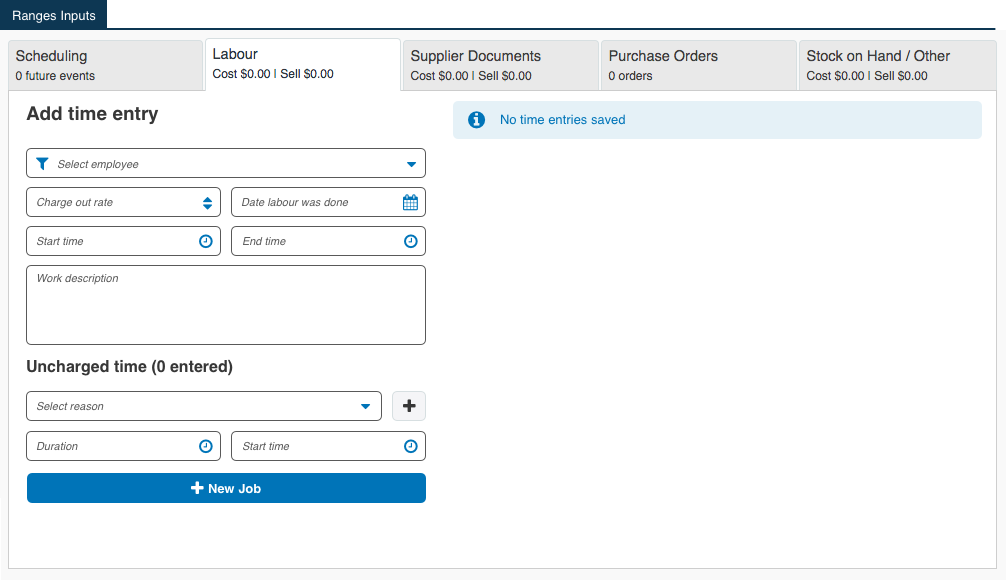 Ranges Inputs
Scheduling
0 future events
Labour
Cost $0.00 | Sell $0.00
Supplier Documents
Cost $0.00 | Sell $0.00
Purchase Orders
0 orders
Stock on Hand / Other
Cost $0.00 | Sell $0.00
Add time entry
No time entries saved
Select employee
Charge out rate
Date labour was done
Start time
End time
Work description
Uncharged time (0 entered)
Select reason
Duration
Start time
New Job